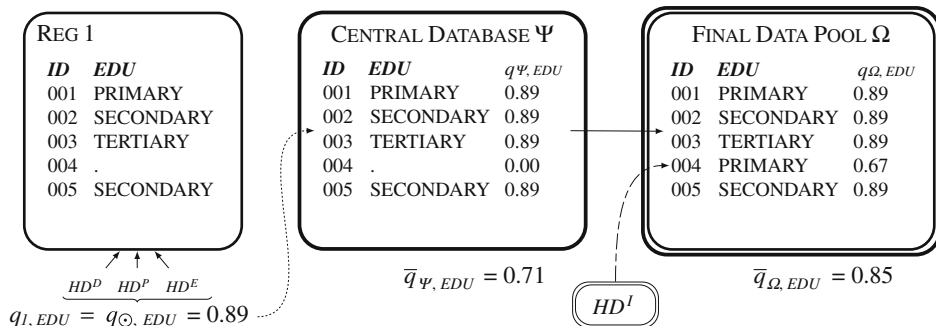 REG 1
ID EDU
001 PRIMARY
002 SECONDARY
003 TERTIARY
004 .
005 SECONDARY
HD^D HD^P HD^E
q_{1, EDU} = q_{⊙, EDU} = 0.89
CENTRAL DATABASE Ψ
ID EDU q_{Ψ, EDU}
001 PRIMARY 0.89
002 SECONDARY 0.89
003 TERTIARY 0.89
004 . 0.00
005 SECONDARY 0.89
q̅_{Ψ, EDU} = 0.71
FINAL DATA POOL Ω
ID EDU q_{Ω, EDU}
001 PRIMARY 0.89
002 SECONDARY 0.89
003 TERTIARY 0.89
004 PRIMARY 0.67
005 SECONDARY 0.89
HD^I
q̅_{Ω, EDU} = 0.85